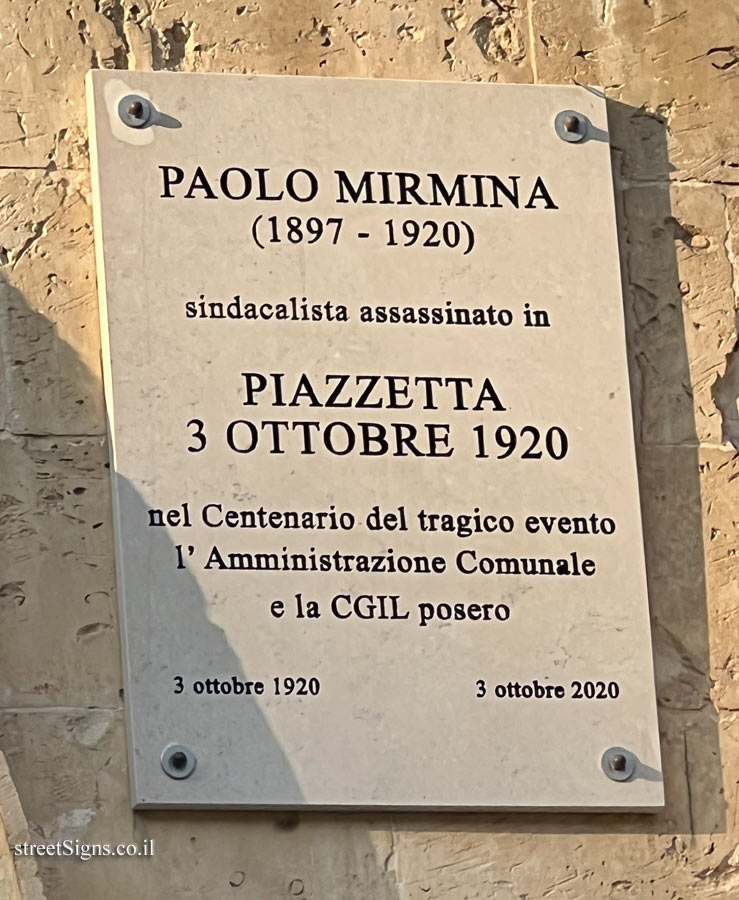 PAOLO MIRMINA
(1897 - 1920)
sindacalista assassinato in
PIAZZETTA
3 OTTOBRE 1920
nel Centenario del tragico evento
l' Amministrazione Comunale
e la CGIL posero
3 ottobre 1920 3 ottobre 2020
streetSigns.co.il